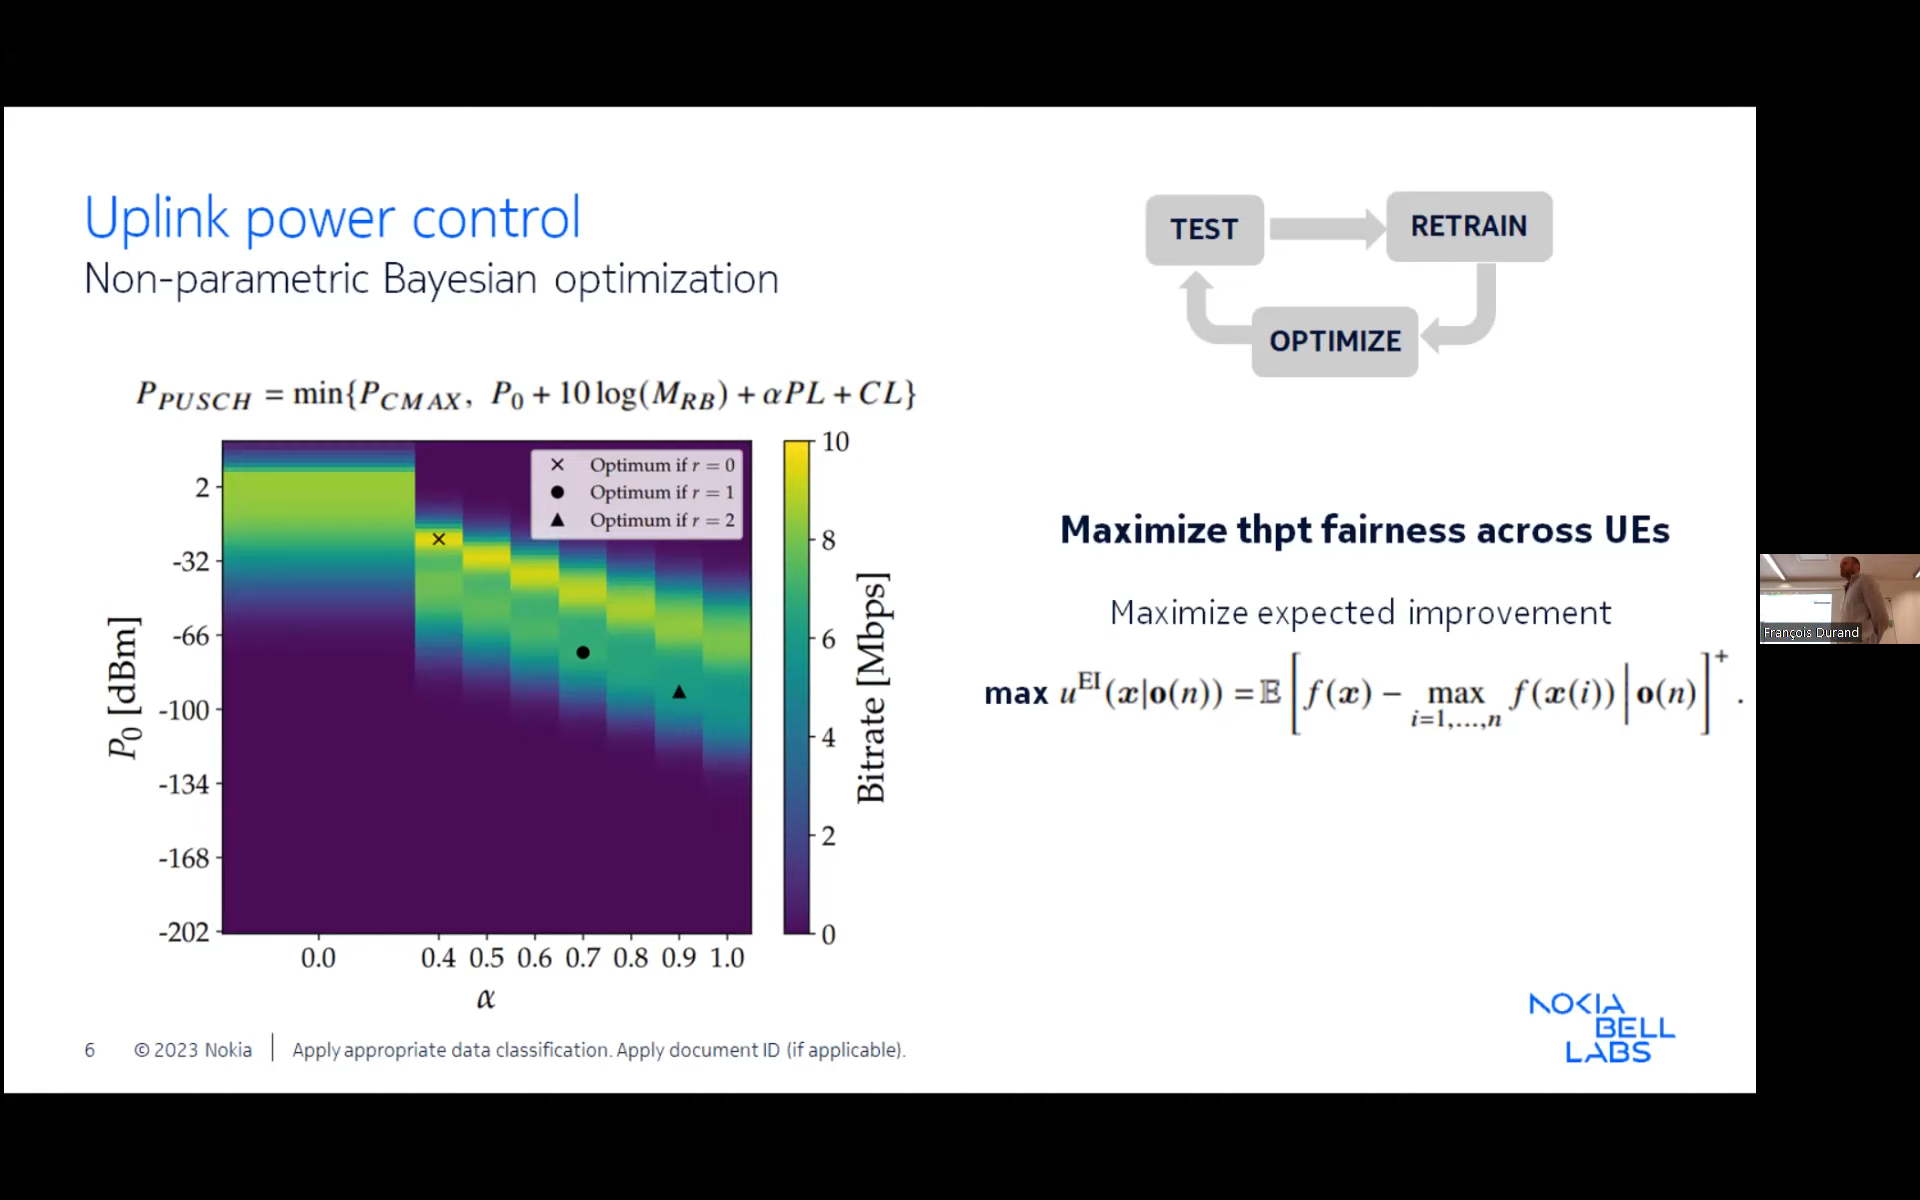 Uplink power control
Non-parametric Bayesian optimization
TEST
RETRAIN
OPTIMIZE
P_PUSCH = min{P_CMAX, P_0 + 10 log(M_RB) + αPL + CL}
× Optimum if r = 0
● Optimum if r = 1
▲ Optimum if r = 2
2
-32
-66
-100
-134
-168
-202
P_0 [dBm]
0.0 0.4 0.5 0.6 0.7 0.8 0.9 1.0
α
10
8
6
4
2
0
Bitrate [Mbps]
Maximize thpt fairness across UEs
Maximize expected improvement
max u^EI(x|o(n)) = 𝔼[f(x) − max_{i=1,...,n} f(x(i)) | o(n)]^+ .
François Durand
6 © 2023 Nokia | Apply appropriate data classification. Apply document ID (if applicable).
NOKIA
BELL
LABS